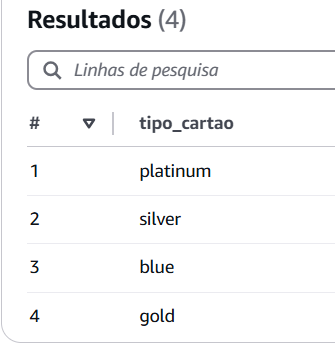 Resultados (4)
Linhas de pesquisa
# tipo_cartao
1 platinum
2 silver
3 blue
4 gold